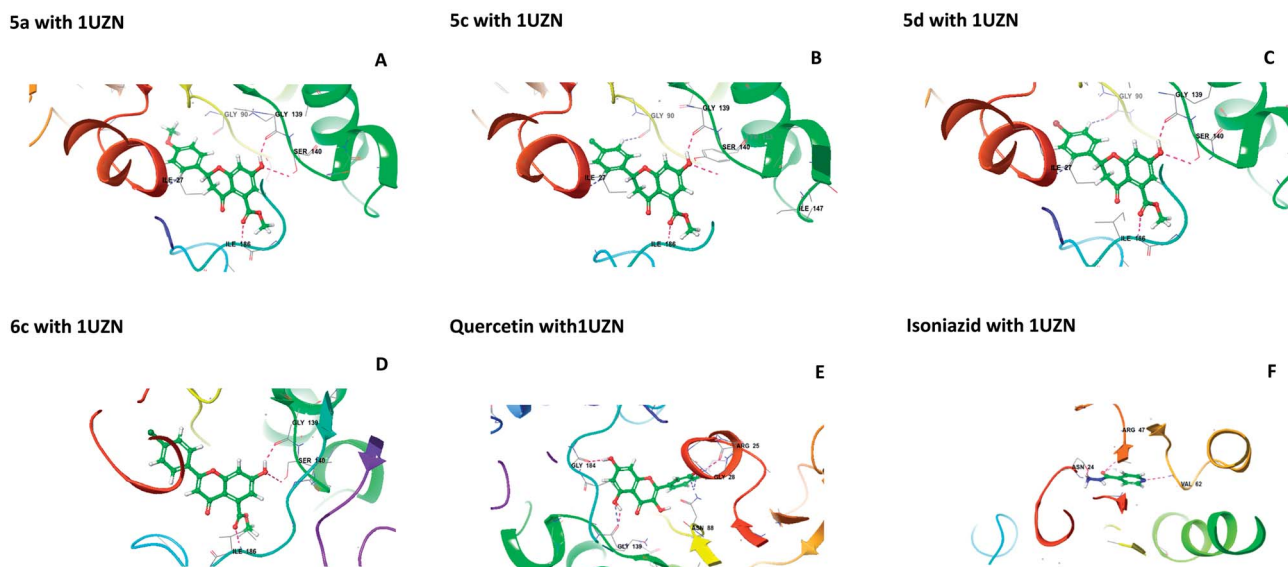 5a with 1UZN
5c with 1UZN
5d with 1UZN
A
B
C
GLY 90
GLY 139
SER 140
ILE 27
ILE 186
GLY 90
GLY 139
SER 140
ILE 27
ILE 147
ILE 186
GLY 90
GLY 139
SER 140
ILE 27
ILE 186
6c with 1UZN
Quercetin with1UZN
Isoniazid with 1UZN
D
E
F
GLY 139
SER 140
ILE 186
ARG 25
GLY 184
GLY 28
ASN 88
GLY 139
ARG 47
ASN 24
VAL 62